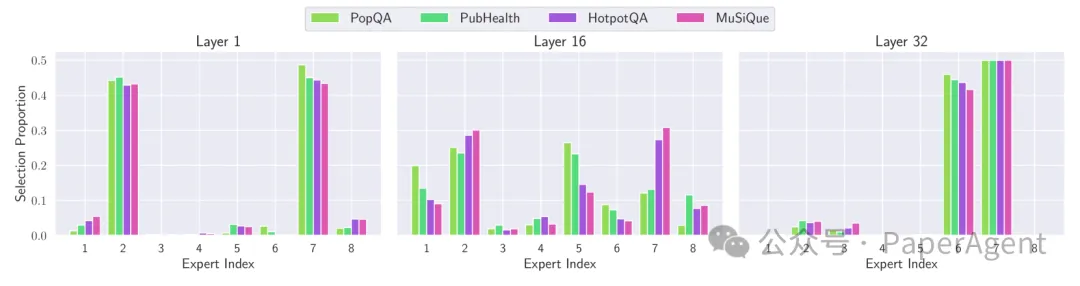 PopQA PubHealth HotpotQA MuSiQue
Layer 1
Layer 16
Layer 32
Selection Proportion
0.5
0.4
0.3
0.2
0.1
0.0
1 2 3 4 5 6 7 8
1 2 3 4 5 6 7 8
1 2 3 4 5 6 7 8
Expert Index
Expert Index
Expert Index
公众号 · PaperAgent